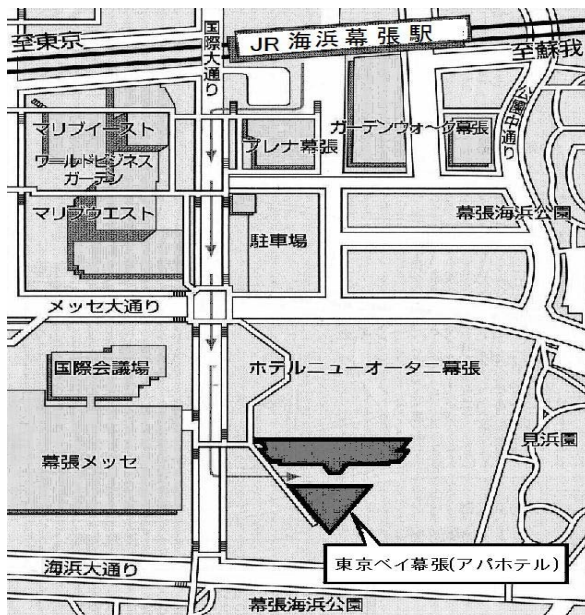 国際大通り
JR 海浜幕張駅
至東京
至蘇我
公園中通り
マリブイースト
プレナ幕張
ガーデンウォーク幕張
ワールドビジネス
ガーデン
マリブウエスト
駐車場
幕張海浜公園
メッセ大通り
国際会議場
ホテルニューオータニ幕張
幕張メッセ
見浜園
東京ベイ幕張(アパホテル)
海浜大通り
幕張海浜公園